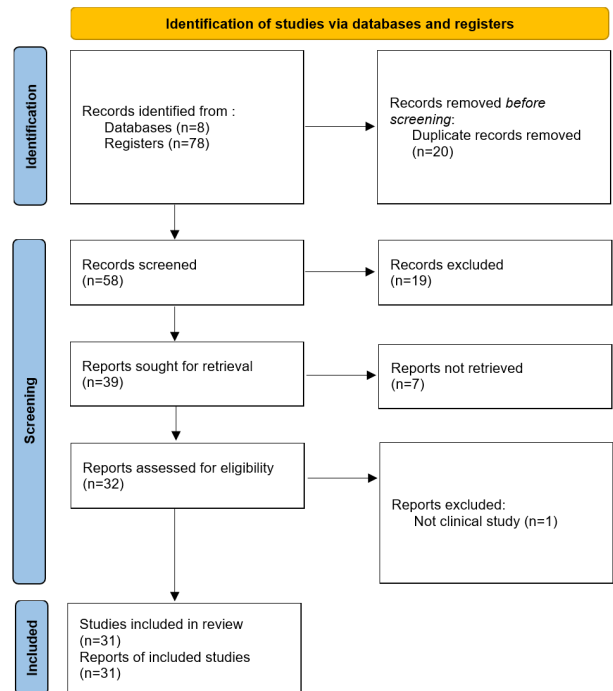 Identification of studies via databases and registers
Identification
Records identified from :
Databases (n=8)
Registers (n=78)
Records removed before
screening:
Duplicate records removed
(n=20)
Screening
Records screened
(n=58)
Records excluded
(n=19)
Reports sought for retrieval
(n=39)
Reports not retrieved
(n=7)
Reports assessed for eligibility
(n=32)
Reports excluded:
Not clinical study (n=1)
Included
Studies included in review
(n=31)
Reports of included studies
(n=31)